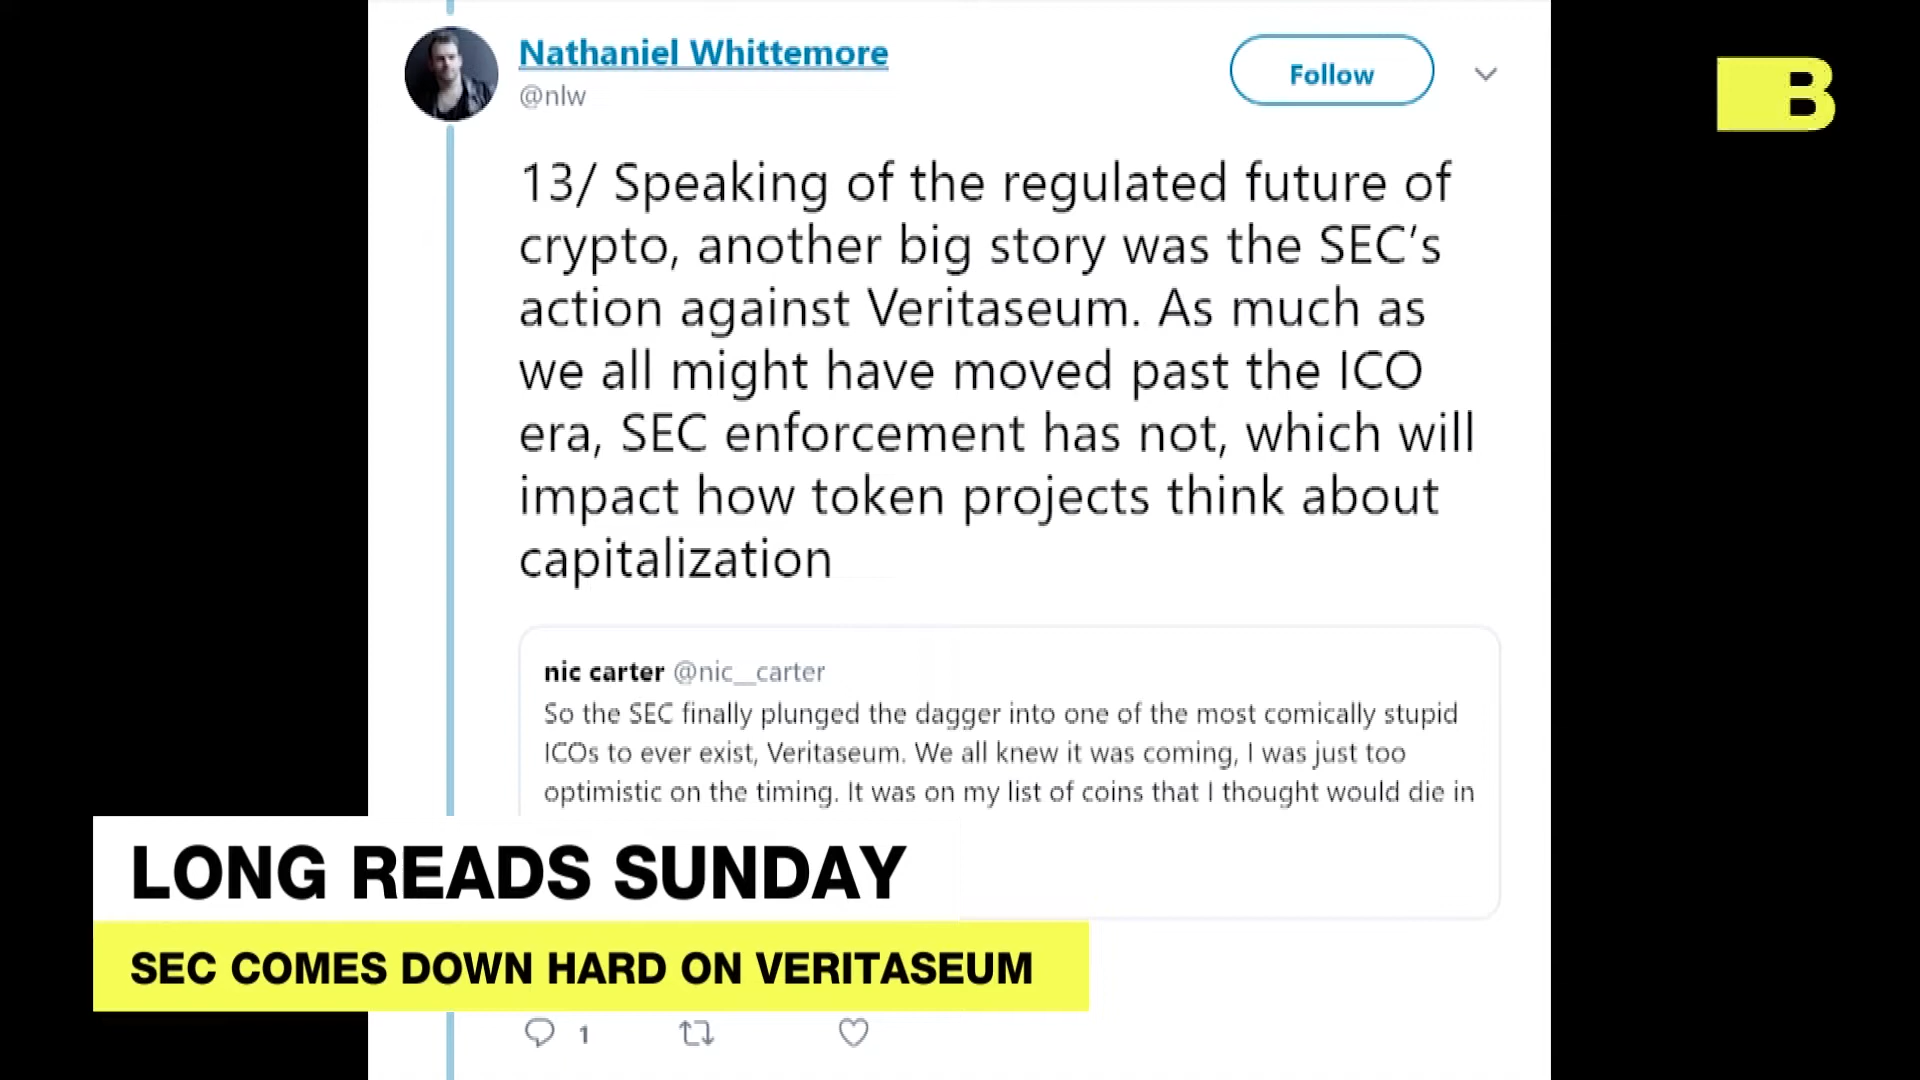 Nathaniel Whittemore
@nlw
Follow
B
13/ Speaking of the regulated future of
crypto, another big story was the SEC’s
action against Veritaseum. As much as
we all might have moved past the ICO
era, SEC enforcement has not, which will
impact how token projects think about
capitalization
nic carter @nic__carter
So the SEC finally plunged the dagger into one of the most comically stupid
ICOs to ever exist, Veritaseum. We all knew it was coming, I was just too
optimistic on the timing. It was on my list of coins that I thought would die in
LONG READS SUNDAY
SEC COMES DOWN HARD ON VERITASEUM
1